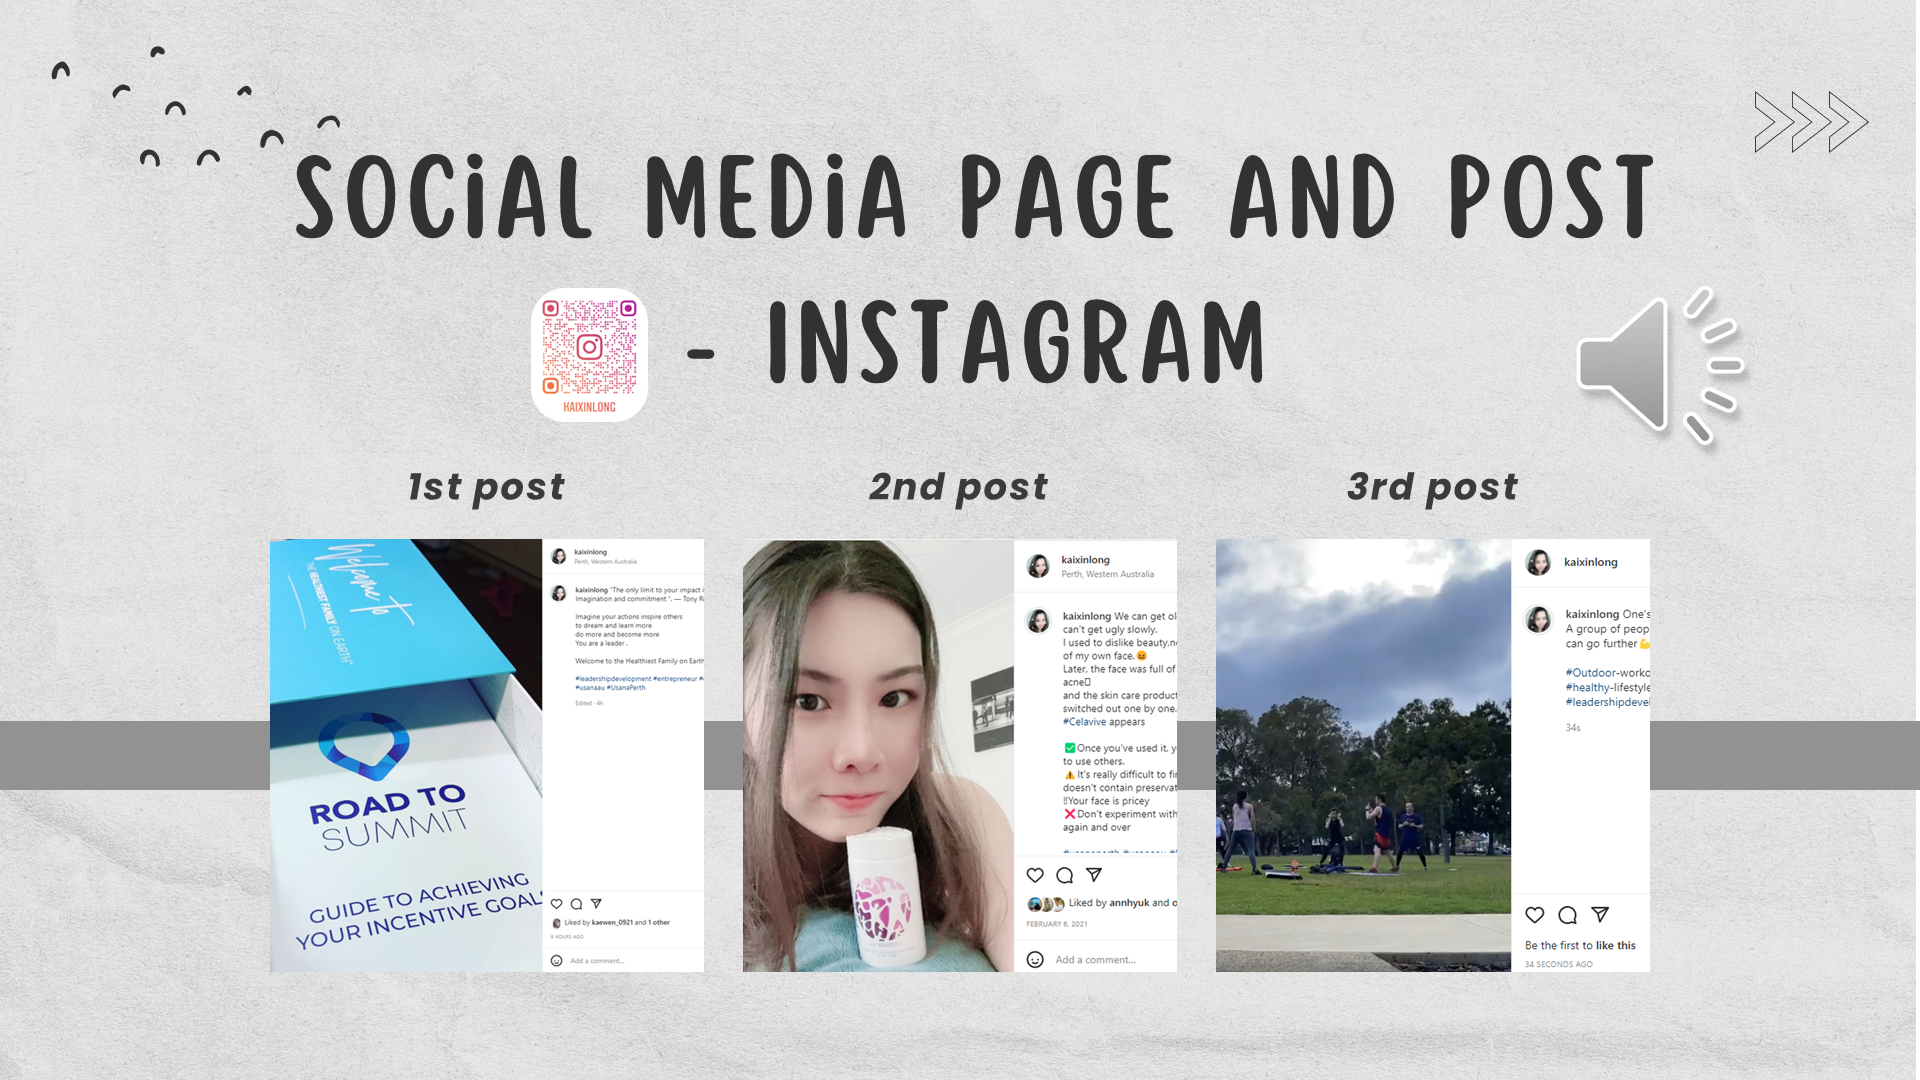 SOCIAL MEDIA PAGE AND POST
- INSTAGRAM
KAIXINLONG
1st post
2nd post
3rd post
Welcome to
THE HEALTHIEST FAMILY ON EARTH
ROAD TO
SUMMIT
GUIDE TO ACHIEVING
YOUR INCENTIVE GOALS
kaixinlong
Perth, Western Australia
kaixinlong "The only limit to your impact i
Imagination and commitment ". — Tony R
Imagine your actions inspire others
to dream and learn more
do more and become more
You are a leader .
Welcome to the Healthiest Family on Earth
#leadershipdevelopment #entrepreneur #
#usanaau #UsanaPerth
Edited · 4h
Liked by kaewen_0921 and 1 other
9 HOURS AGO
Add a comment...
kaixinlong
Perth, Western Australia
kaixinlong We can get ol
can't get ugly slowly.
I used to dislike beauty,n
of my own face.😡
Later, the face was full of
acne
and the skin care product
switched out one by one.
#Celavive appears
✅Once you've used it, y
to use others.
⚠️It's really difficult to fi
doesn't contain preservat
‼Your face is pricey
❌Don't experiment with
again and over
#usanaperth #usanaau #
Liked by annhyuk and o
FEBRUARY 6, 2021
Add a comment...
kaixinlong
kaixinlong One's
A group of peop
can go further💪
#Outdoor-worko
#healthy-lifestyle
#leadershipdevel
34s
Be the first to like this
34 SECONDS AGO